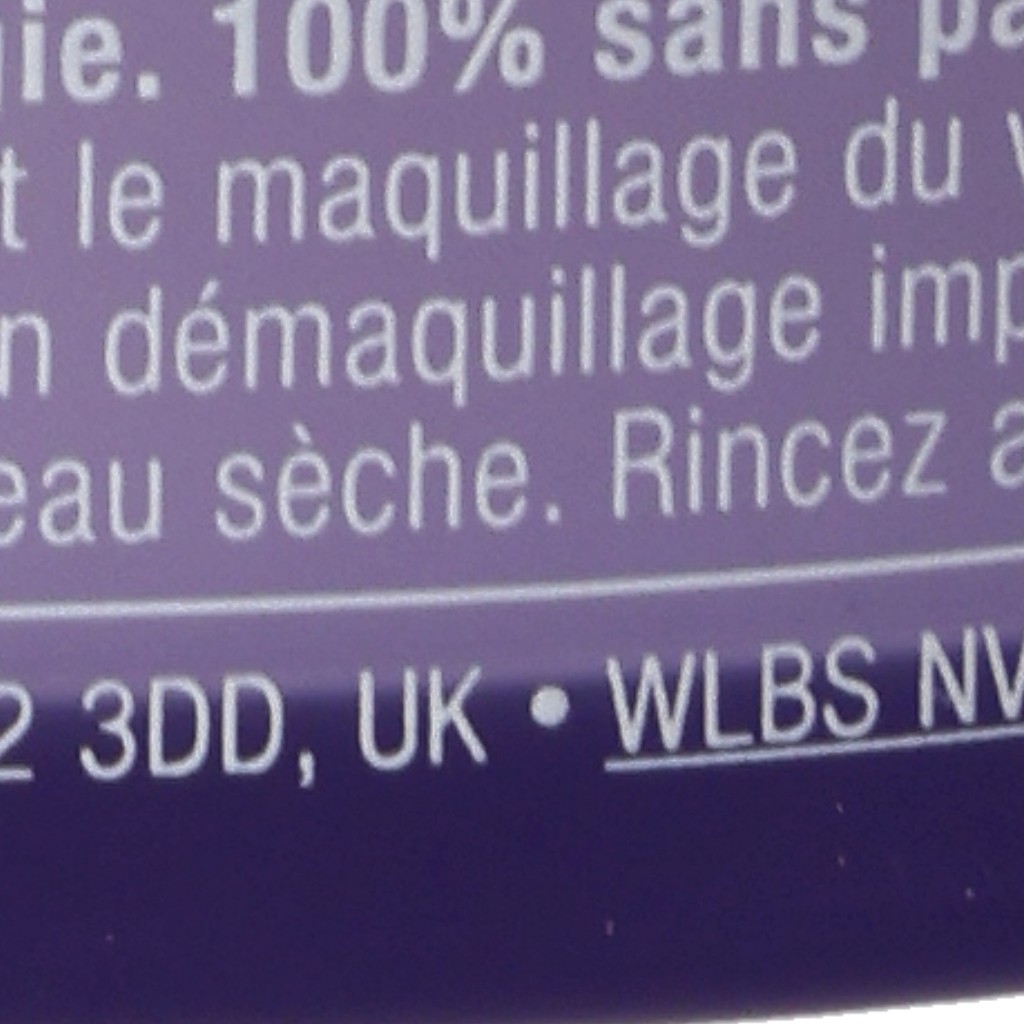 gie. 100% sans pa
t le maquillage du v
n démaquillage imp
eau sèche. Rincez a
2 3DD, UK • WLBS NV